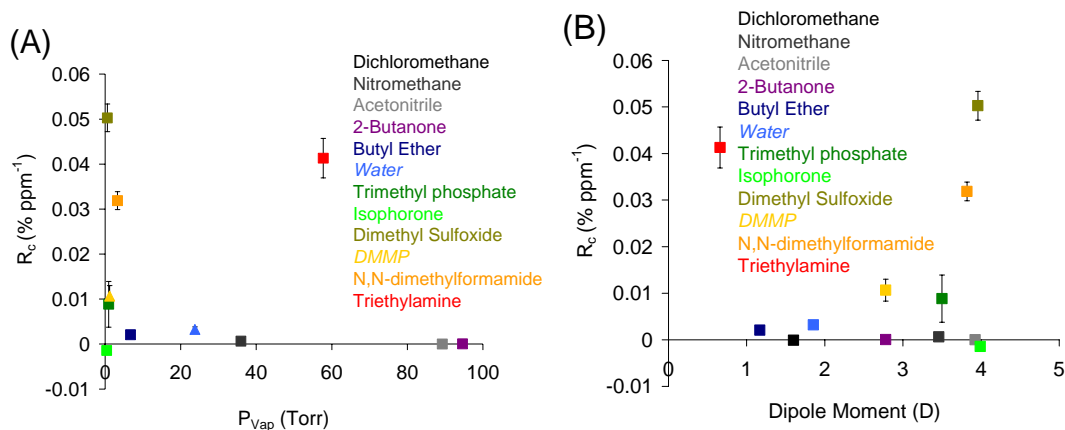 (A)
0.06
0.05
0.04
0.03
0.02
0.01
0
-0.01
R_c (% ppm^-1)
0
20
40
60
80
100
P_Vap (Torr)
Dichloromethane
Nitromethane
Acetonitrile
2-Butanone
Butyl Ether
Water
Trimethyl phosphate
Isophorone
Dimethyl Sulfoxide
DMMP
N,N-dimethylformamide
Triethylamine
(B)
0.06
0.05
0.04
0.03
0.02
0.01
0
-0.01
R_c (% ppm^-1)
0
1
2
3
4
5
Dipole Moment (D)
Dichloromethane
Nitromethane
Acetonitrile
2-Butanone
Butyl Ether
Water
Trimethyl phosphate
Isophorone
Dimethyl Sulfoxide
DMMP
N,N-dimethylformamide
Triethylamine